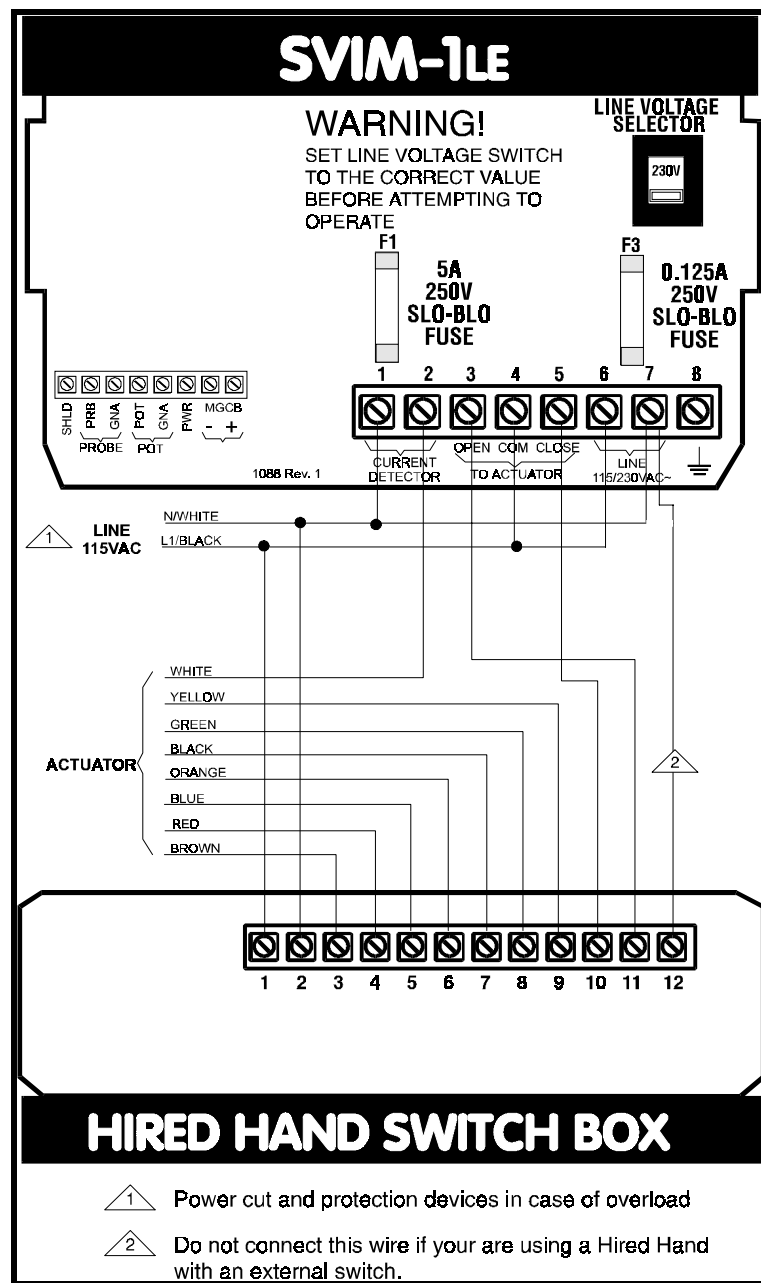 SVIM-1LE
WARNING!
SET LINE VOLTAGE SWITCH
TO THE CORRECT VALUE
BEFORE ATTEMPTING TO
OPERATE
LINE VOLTAGE
SELECTOR
230V
F1
5A
250V
SLO-BLO
FUSE
F3
0.125A
250V
SLO-BLO
FUSE
1 2 3 4 5 6 7 8
SHLD PRB GNA POT GNA PWR MGCB
- +
PROBE POT
CURRENT
DETECTOR
OPEN COM CLOSE
TO ACTUATOR
LINE
115/230VAC~
1088 Rev. 1
1 LINE
115VAC
N/WHITE
L1/BLACK
ACTUATOR
WHITE
YELLOW
GREEN
BLACK
ORANGE
BLUE
RED
BROWN
2
1 2 3 4 5 6 7 8 9 10 11 12
HIRED HAND SWITCH BOX
1 Power cut and protection devices in case of overload
2 Do not connect this wire if your are using a Hired Hand
with an external switch.